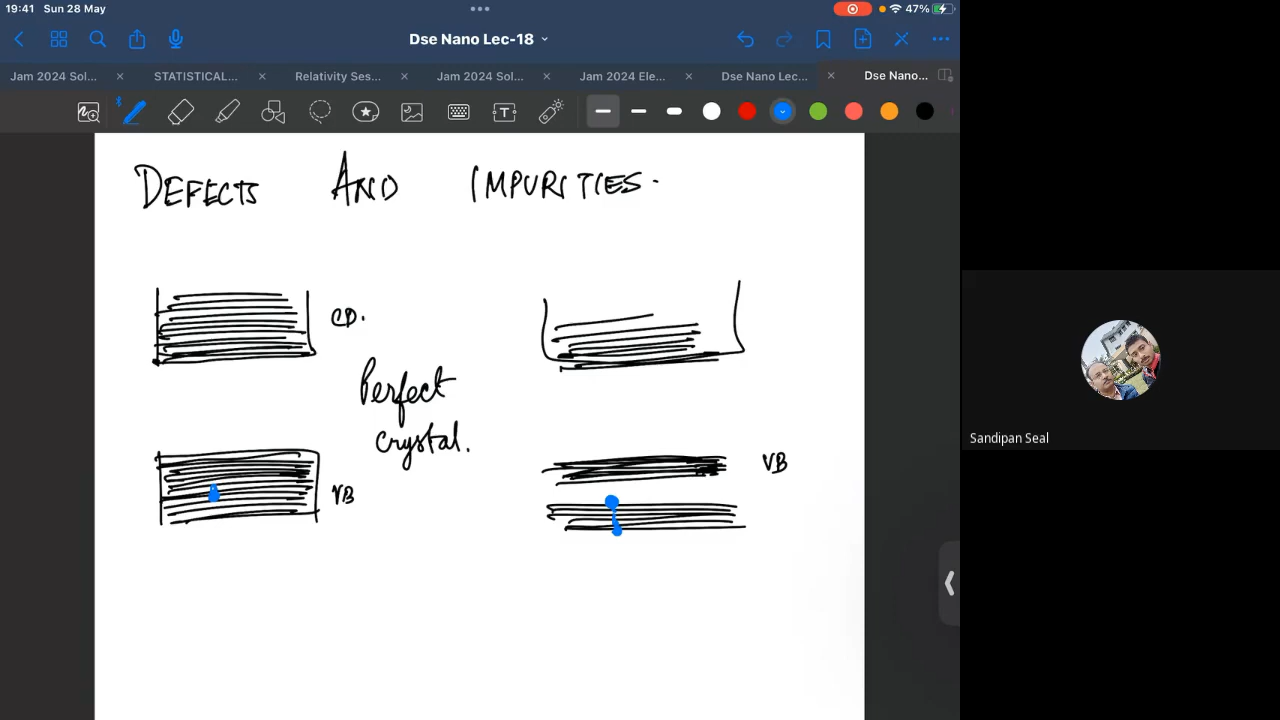 19:41 Sun 28 May
47%
Dse Nano Lec-18
Jam 2024 Sol...
STATISTICAL...
Relativity Ses...
Jam 2024 Sol...
Jam 2024 Ele...
Dse Nano Lec...
Dse Nano...
DEFECTS AND IMPURITIES.
CB.
Perfect
crystal.
VB
VB
Sandipan Seal